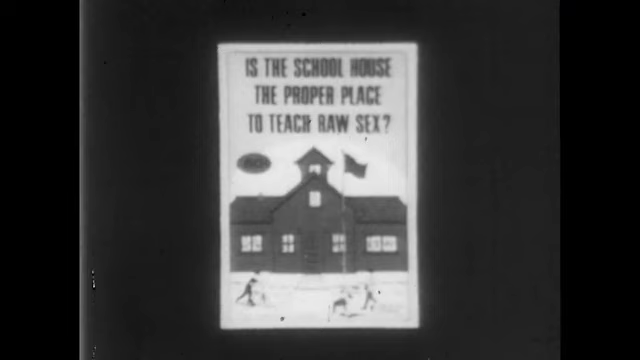 IS THE SCHOOL HOUSE
THE PROPER PLACE
TO TEACH RAW SEX?